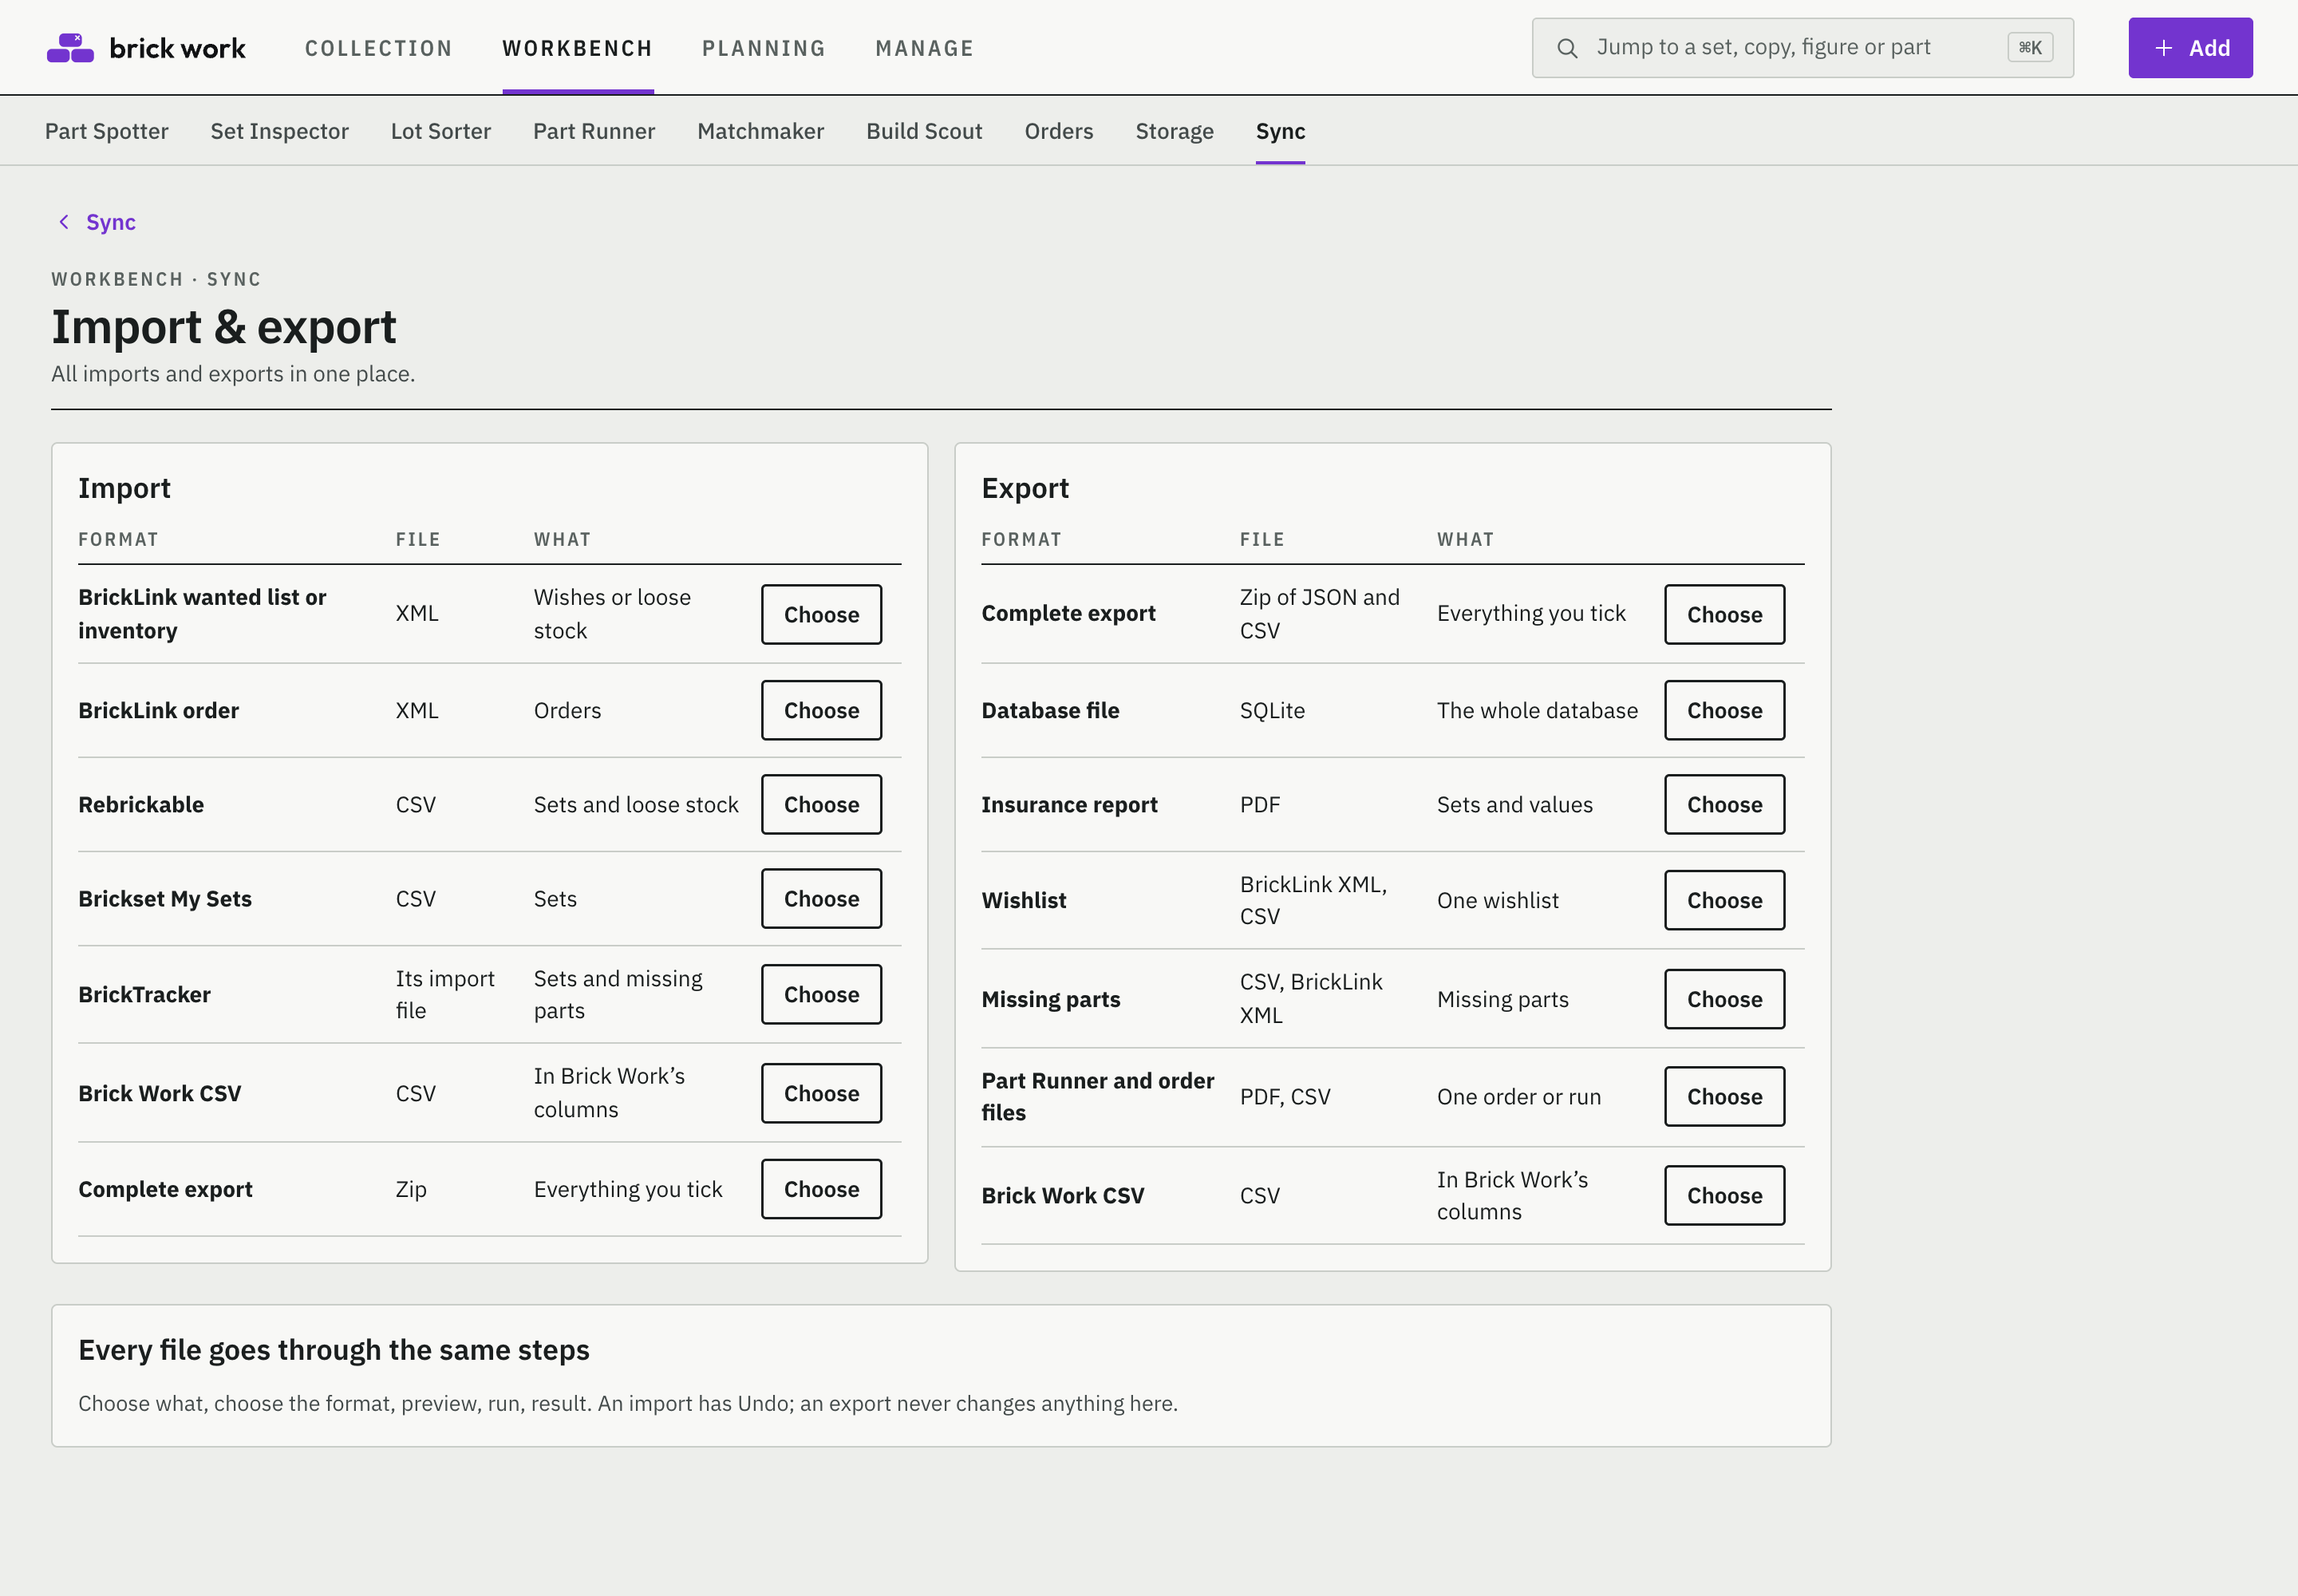 brick work
COLLECTION
WORKBENCH
PLANNING
MANAGE
Jump to a set, copy, figure or part
⌘K
+ Add
Part Spotter
Set Inspector
Lot Sorter
Part Runner
Matchmaker
Build Scout
Orders
Storage
Sync
Sync
WORKBENCH · SYNC
Import & export
All imports and exports in one place.
Import
FORMAT FILE WHAT
BrickLink wanted list or
inventory
XML
Wishes or loose
stock
Choose
BrickLink order XML Orders Choose
Rebrickable CSV Sets and loose stock Choose
Brickset My Sets CSV Sets Choose
BrickTracker
Its import
file
Sets and missing
parts
Choose
Brick Work CSV CSV
In Brick Work’s
columns
Choose
Complete export Zip Everything you tick Choose
Export
FORMAT FILE WHAT
Complete export
Zip of JSON and
CSV
Everything you tick
Choose
Database file SQLite The whole database Choose
Insurance report PDF Sets and values Choose
Wishlist
BrickLink XML,
CSV
One wishlist
Choose
Missing parts
CSV, BrickLink
XML
Missing parts
Choose
Part Runner and order
files
PDF, CSV
One order or run
Choose
Brick Work CSV CSV
In Brick Work’s
columns
Choose
Every file goes through the same steps
Choose what, choose the format, preview, run, result. An import has Undo; an export never changes anything here.